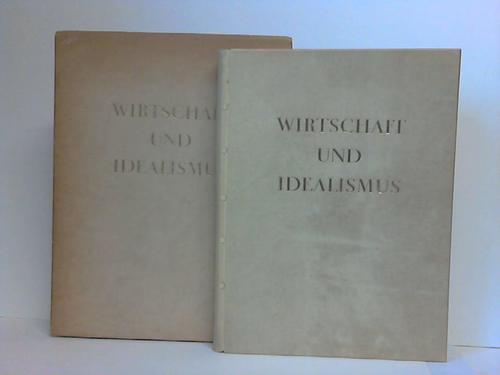 WIRTSCHAF
UND
IDEALISMU
WIRTSCHAFT
UND
IDEALISMUS